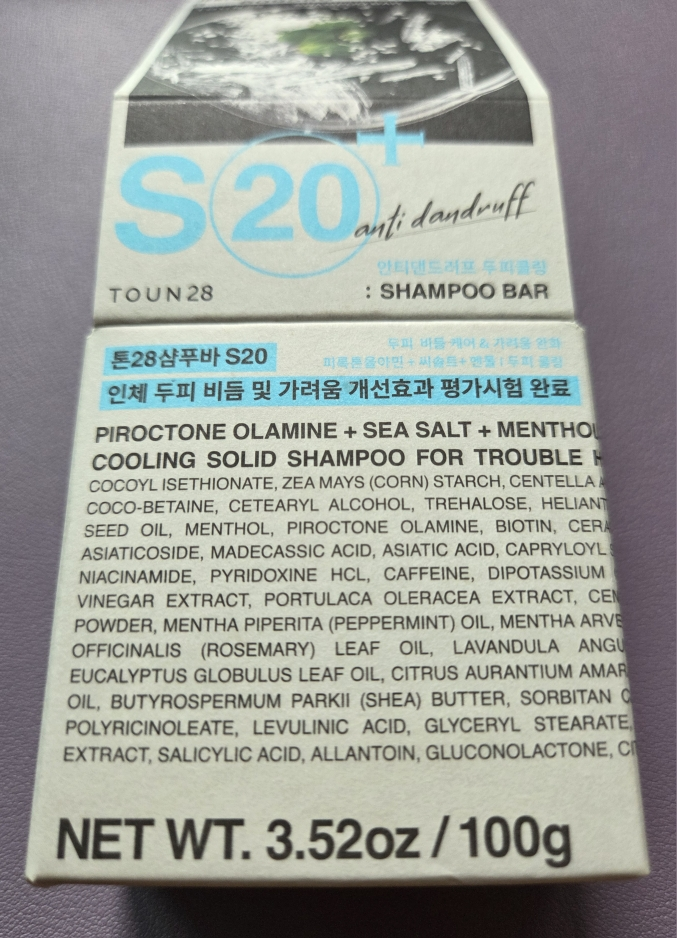 S20+
anti dandruff
안티댄드러프 두피쿨링
TOUN28
: SHAMPOO BAR
두피 비듬 케어 & 가려움 완화
톤28샴푸바 S20
피록톤올아민 + 씨솔트 + 멘톨 | 두피 쿨링
인체 두피 비듬 및 가려움 개선효과 평가시험 완료
PIROCTONE OLAMINE + SEA SALT + MENTHOL
COOLING SOLID SHAMPOO FOR TROUBLE
COCOYL ISETHIONATE, ZEA MAYS (CORN) STARCH, CENTELLA
COCO-BETAINE, CETEARYL ALCOHOL, TREHALOSE,
SEED OIL, MENTHOL, PIROCTONE OLAMINE, BIOTIN,
ASIATICOSIDE, MADECASSIC ACID, ASIATIC ACID, CAPRYLOYL
NIACINAMIDE, PYRIDOXINE HCL, CAFFEINE, DIPOTASSIUM
VINEGAR EXTRACT, PORTULACA OLERACEA EXTRACT,
POWDER, MENTHA PIPERITA (PEPPERMINT) OIL, MENTHA
OFFICINALIS (ROSEMARY) LEAF OIL, LAVANDULA
EUCALYPTUS GLOBULUS LEAF OIL, CITRUS AURANTIUM
OIL, BUTYROSPERMUM PARKII (SHEA) BUTTER, SORBITAN
POLYRICINOLEATE, LEVULINIC ACID, GLYCERYL STEARATE,
EXTRACT, SALICYLIC ACID, ALLANTOIN, GLUCONOLACTONE,
NET WT. 3.52oz / 100g